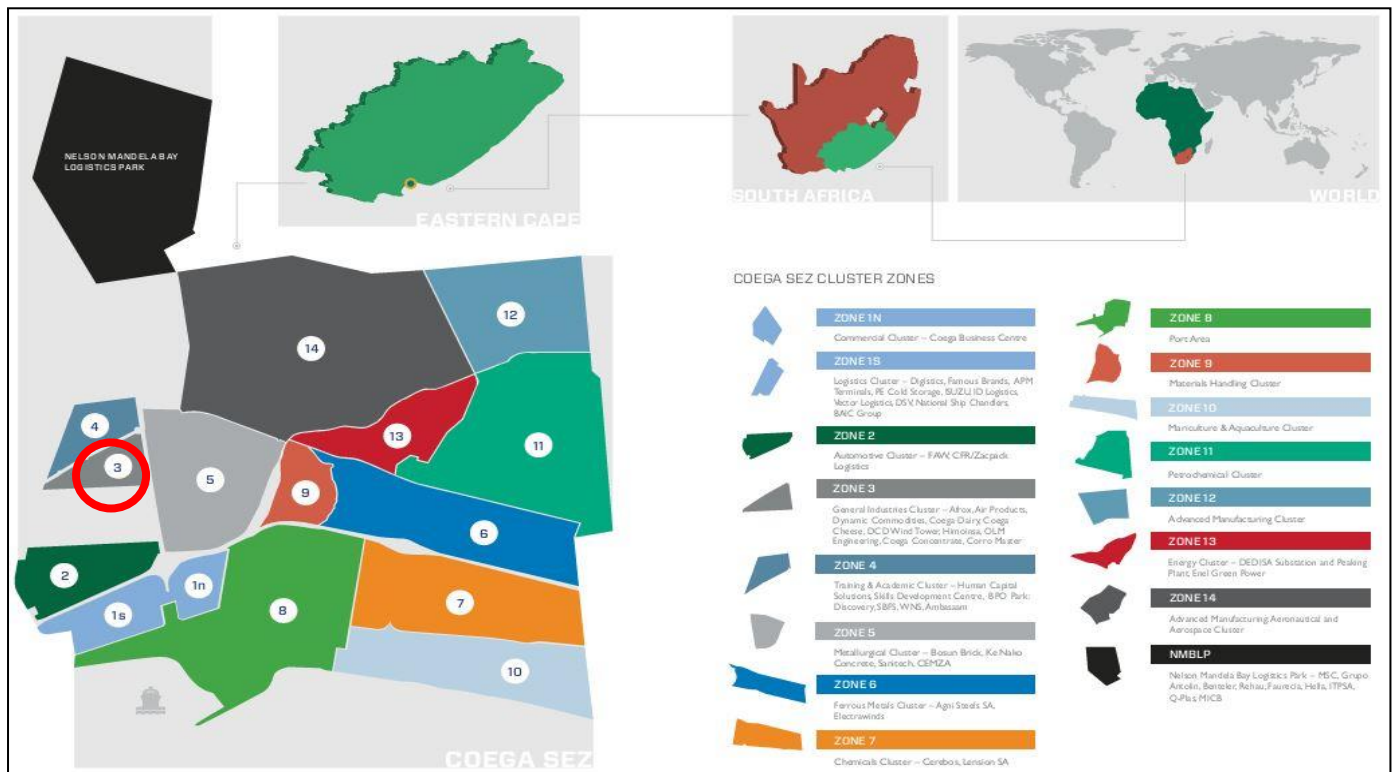 NELSON MANDELA BAY
LOGISTICS PARK
EASTERN CAPE
SOUTH AFRICA
WORLD
12
14
4
3
13
11
5
9
6
2
1n
1s
8
7
10
COEGA SEZ
COEGA SEZ CLUSTER ZONES
ZONE 1N
Commercial Cluster – Coega Business Centre
ZONE 1S
Logistics Cluster – Digistics, Famous Brands, APM
Terminals, PE Cold Storage, ISUZU, ID Logistics,
Vector Logistics, DSV, National Ship Chandlers,
BAIC Group
ZONE 2
Automotive Cluster – FAW, CFR/Zacpack
Logistics
ZONE 3
General Industries Cluster – Afrox, Air Products,
Dynamic Commodities, Coega Dairy, Coega
Cheese, DCD Wind Tower, Himoinsa, OLM
Engineering, Coega Concentrate, Corro Master
ZONE 4
Training & Academic Cluster – Human Capital
Solutions, Skills Development Centre, BPO Park:
Discovery, SBFS, WNS, Ambasaam
ZONE 5
Metallurgical Cluster – Bosun Brick, Ke Nako
Concrete, Sanitech, CEMZA
ZONE 6
Ferrous Metals Cluster – Agni Steels SA,
Electrawinds
ZONE 7
Chemicals Cluster – Cerebos, Lension SA
ZONE 8
Port Area
ZONE 9
Materials Handling Cluster
ZONE 10
Mariculture & Aquaculture Cluster
ZONE 11
Petrochemical Cluster
ZONE 12
Advanced Manufacturing Cluster
ZONE 13
Energy Cluster – DEDISA Substation and Peaking
Plant, Enel Green Power
ZONE 14
Advanced Manufacturing: Aeronautical and
Aerospace Cluster
NMBLP
Nelson Mandela Bay Logistics Park – MSC, Grupo
Antolin, Benteler, Rehau, Faurecia, Hella, ITPSA,
Q-Plas, MICB